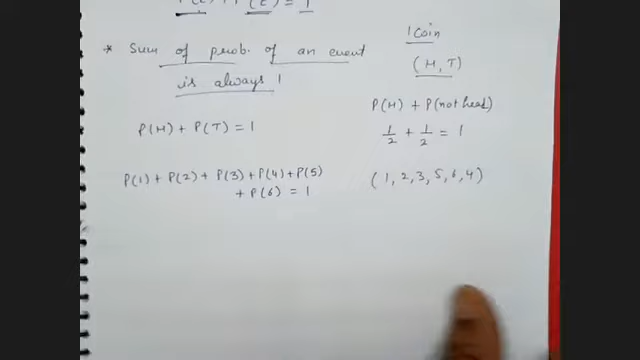 P(E) = 1
* Sum of prob. of an event
is always 1
P(H) + P(T) = 1
P(1) + P(2) + P(3) + P(4) + P(5)
+ P(6) = 1
1 Coin
(H, T)
P(H) + P(not head)
1/2 + 1/2 = 1
(1, 2, 3, 5, 6, 4)